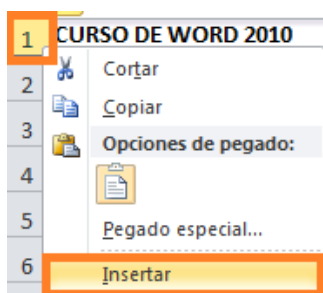 1 CURSO DE WORD 2010
Cortar
2
Copiar
3 Opciones de pegado:
4
5 Pegado especial...
6 Insertar